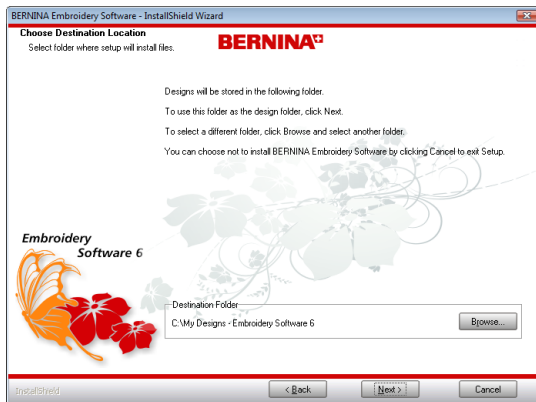 BERNINA Embroidery Software - InstallShield Wizard
Choose Destination Location
Select folder where setup will install files.
BERNINA
Designs will be stored in the following folder.
To use this folder as the design folder, click Next.
To select a different folder, click Browse and select another folder.
You can choose not to install BERNINA Embroidery Software by clicking Cancel to exit Setup.
Embroidery
Software 6
Destination Folder
C:\My Designs - Embroidery Software 6
Browse...
InstallShield
< Back
Next >
Cancel